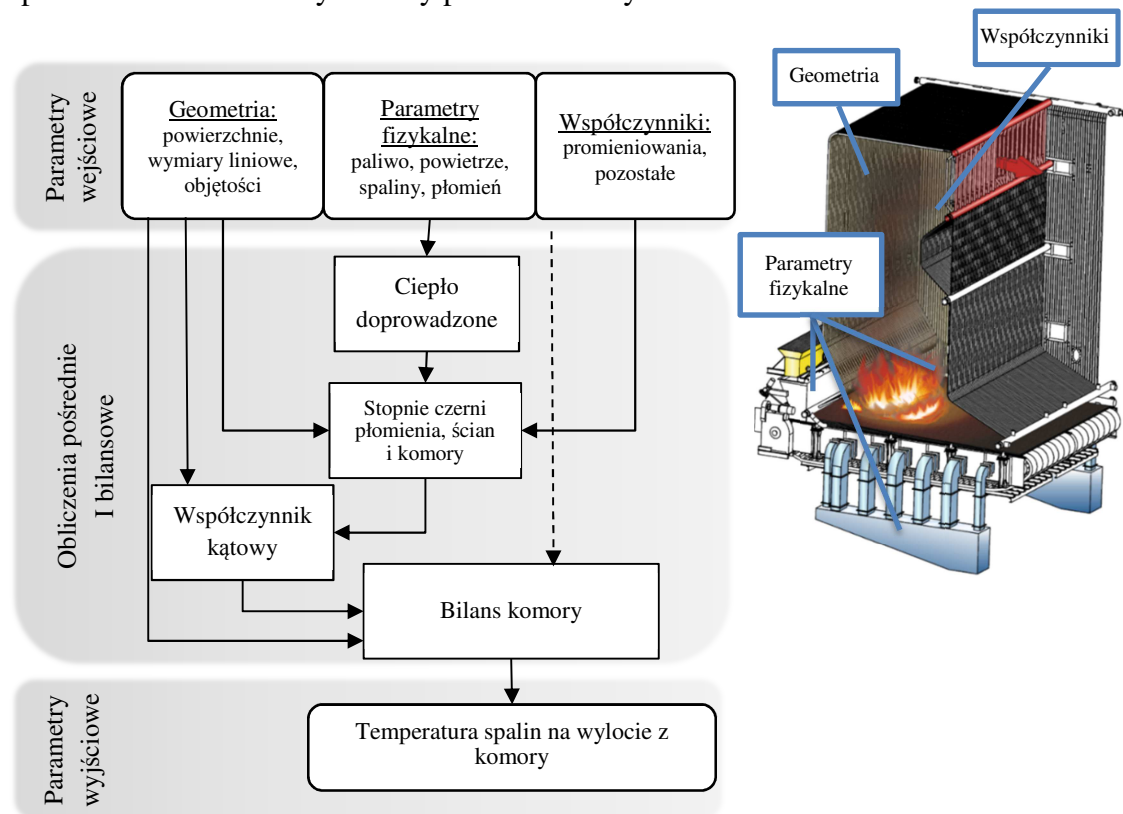 Geometria:
powierzchnie,
wymiary liniowe,
objętości
Parametry
fizykalne:
paliwo, powietrze,
spaliny, płomień
Współczynniki:
promieniowania,
pozostałe
Parametry
wejściowe
Ciepło
doprowadzone
Stopnie czerni
płomienia, ścian
i komory
Współczynnik
kątowy
Bilans komory
Obliczenia pośrednie
I bilansowe
Temperatura spalin na wylocie z
komory
Parametry
wyjściowe
Geometria
Współczynniki
Parametry
fizykalne